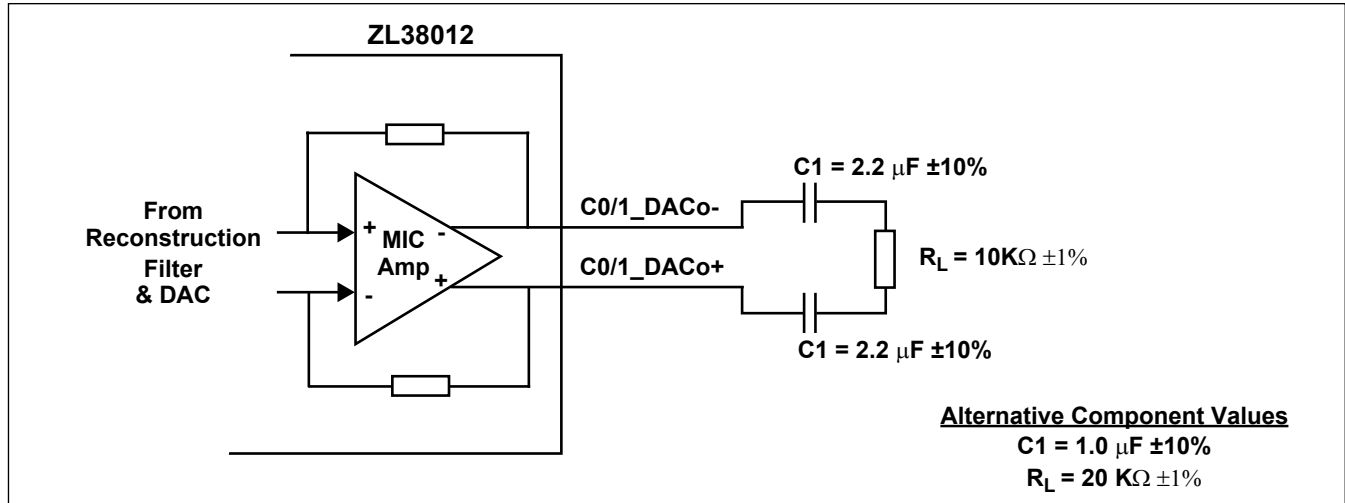 ZL38012
C1 = 2.2 μF ±10%
From
Reconstruction
Filter
& DAC
+
-
MIC
Amp
-
+
C0/1_DACo-
C0/1_DACo+
R_L = 10KΩ ±1%
C1 = 2.2 μF ±10%
Alternative Component Values
C1 = 1.0 μF ±10%
R_L = 20 KΩ ±1%